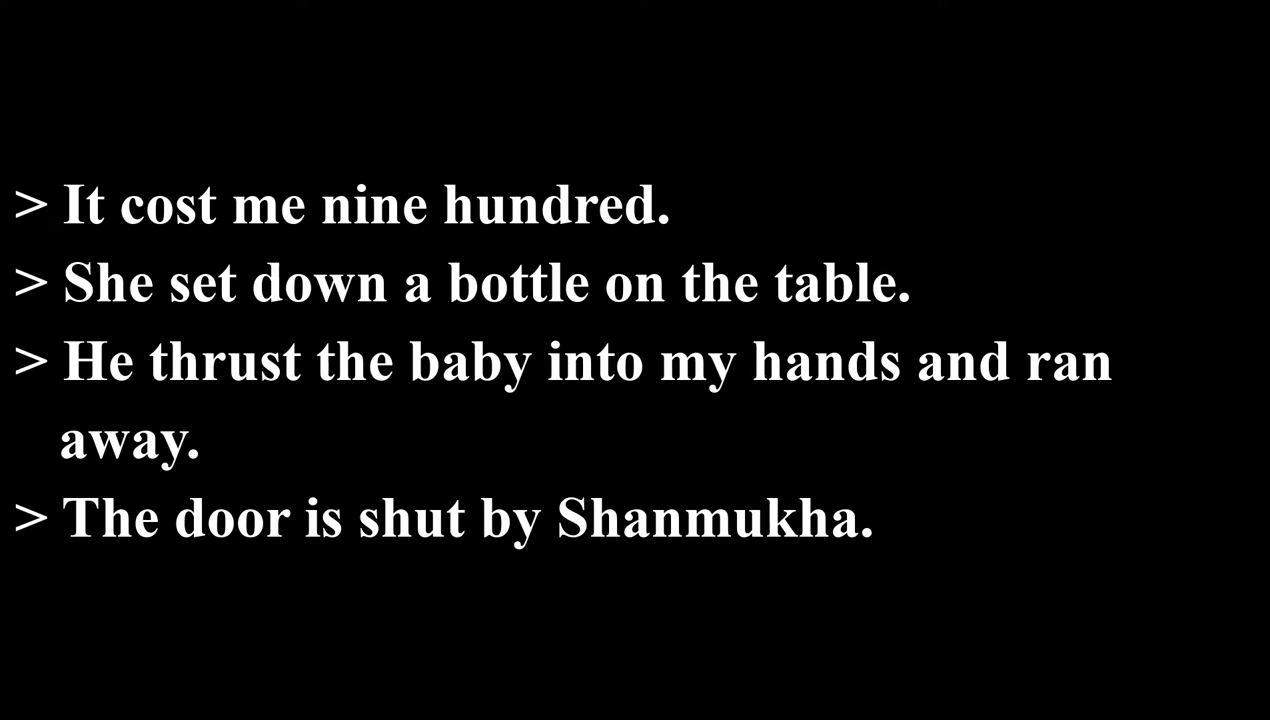 > It cost me nine hundred.
> She set down a bottle on the table.
> He thrust the baby into my hands and ran
away.
> The door is shut by Shanmukha.